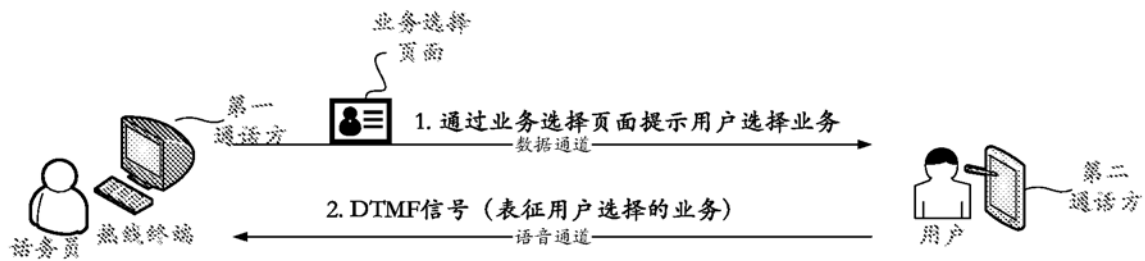 业务选择
页面
第一
通话方
1. 通过业务选择页面提示用户选择业务
数据通道
第二
通话方
2. DTMF信号（表征用户选择的业务）
语音通道
话务员
热线终端
用户